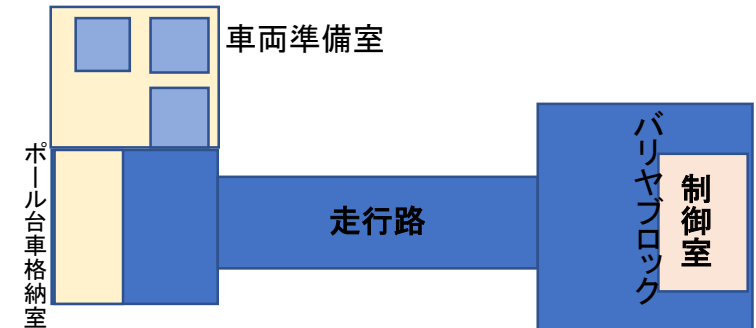 車両準備室
ポール台車格納室
走行路
バリヤブロック
制御室